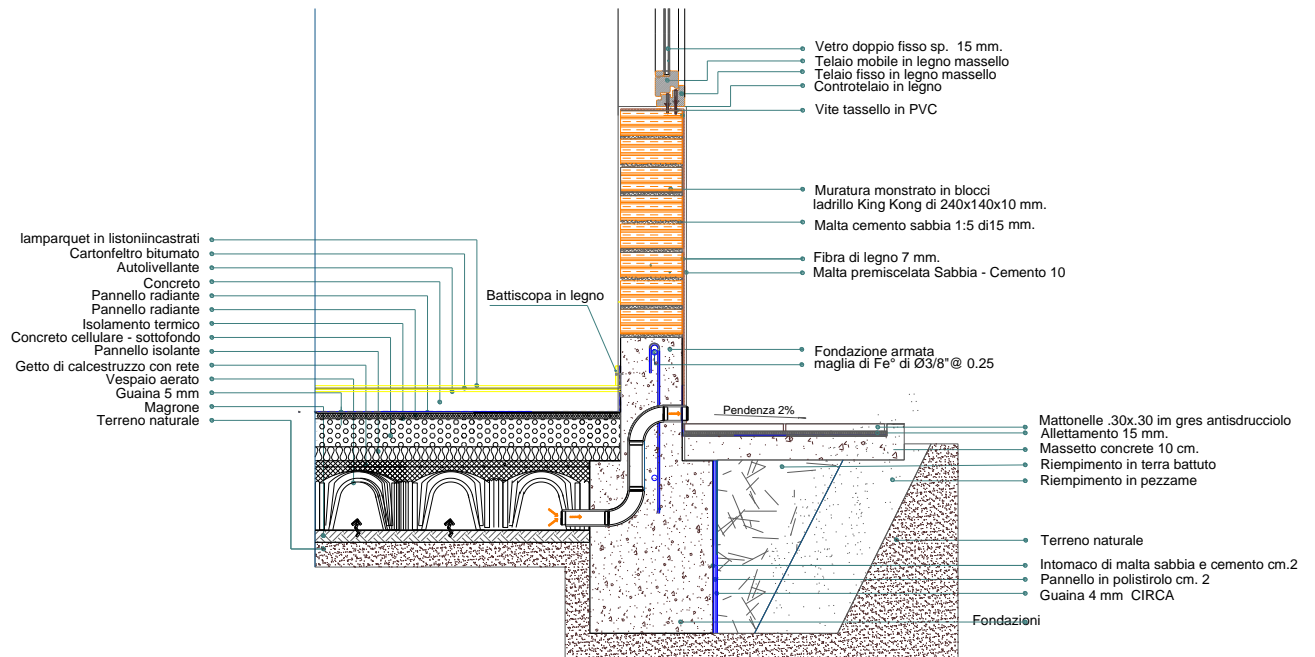 Vetro doppio fisso sp. 15 mm.
Telaio mobile in legno massello
Telaio fisso in legno massello
Controtelaio in legno
Vite tassello in PVC
Muratura monstrato in blocci
ladrillo King Kong di 240x140x10 mm.
Malta cemento sabbia 1:5 di15 mm.
Fibra di legno 7 mm.
Malta premiscelata Sabbia - Cemento 10
lamparquet in listoniincastrati
Cartonfeltro bitumato
Autolivellante
Concreto
Pannello radiante
Pannello radiante
Isolamento termico
Concreto cellulare - sottofondo
Pannello isolante
Getto di calcestruzzo con rete
Vespaio aerato
Guaina 5 mm
Magrone
Terreno naturale
Battiscopa in legno
Fondazione armata
maglia di Fe° di Ø3/8"@ 0.25
Pendenza 2%
Mattonelle .30x.30 im gres antisdrucciolo
Allettamento 15 mm.
Massetto concrete 10 cm.
Riempimento in terra battuto
Riempimento in pezzame
Terreno naturale
Intomaco di malta sabbia e cemento cm.2
Pannello in polistirolo cm. 2
Guaina 4 mm  CIRCA
Fondazioni